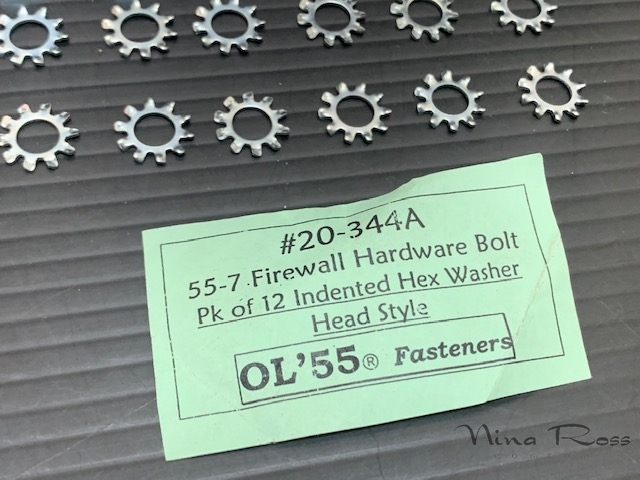 #20-344A
55-7 Firewall Hardware Bolt
Pk of 12 Indented Hex Washer
Head Style
OL'55® Fasteners
Nina Ross